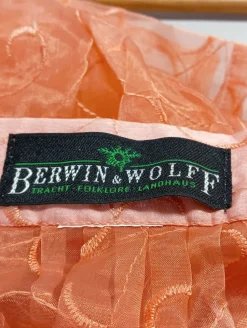 BERWIN & WOLFF
TRACHT · FOLKLORE · LANDHAUS